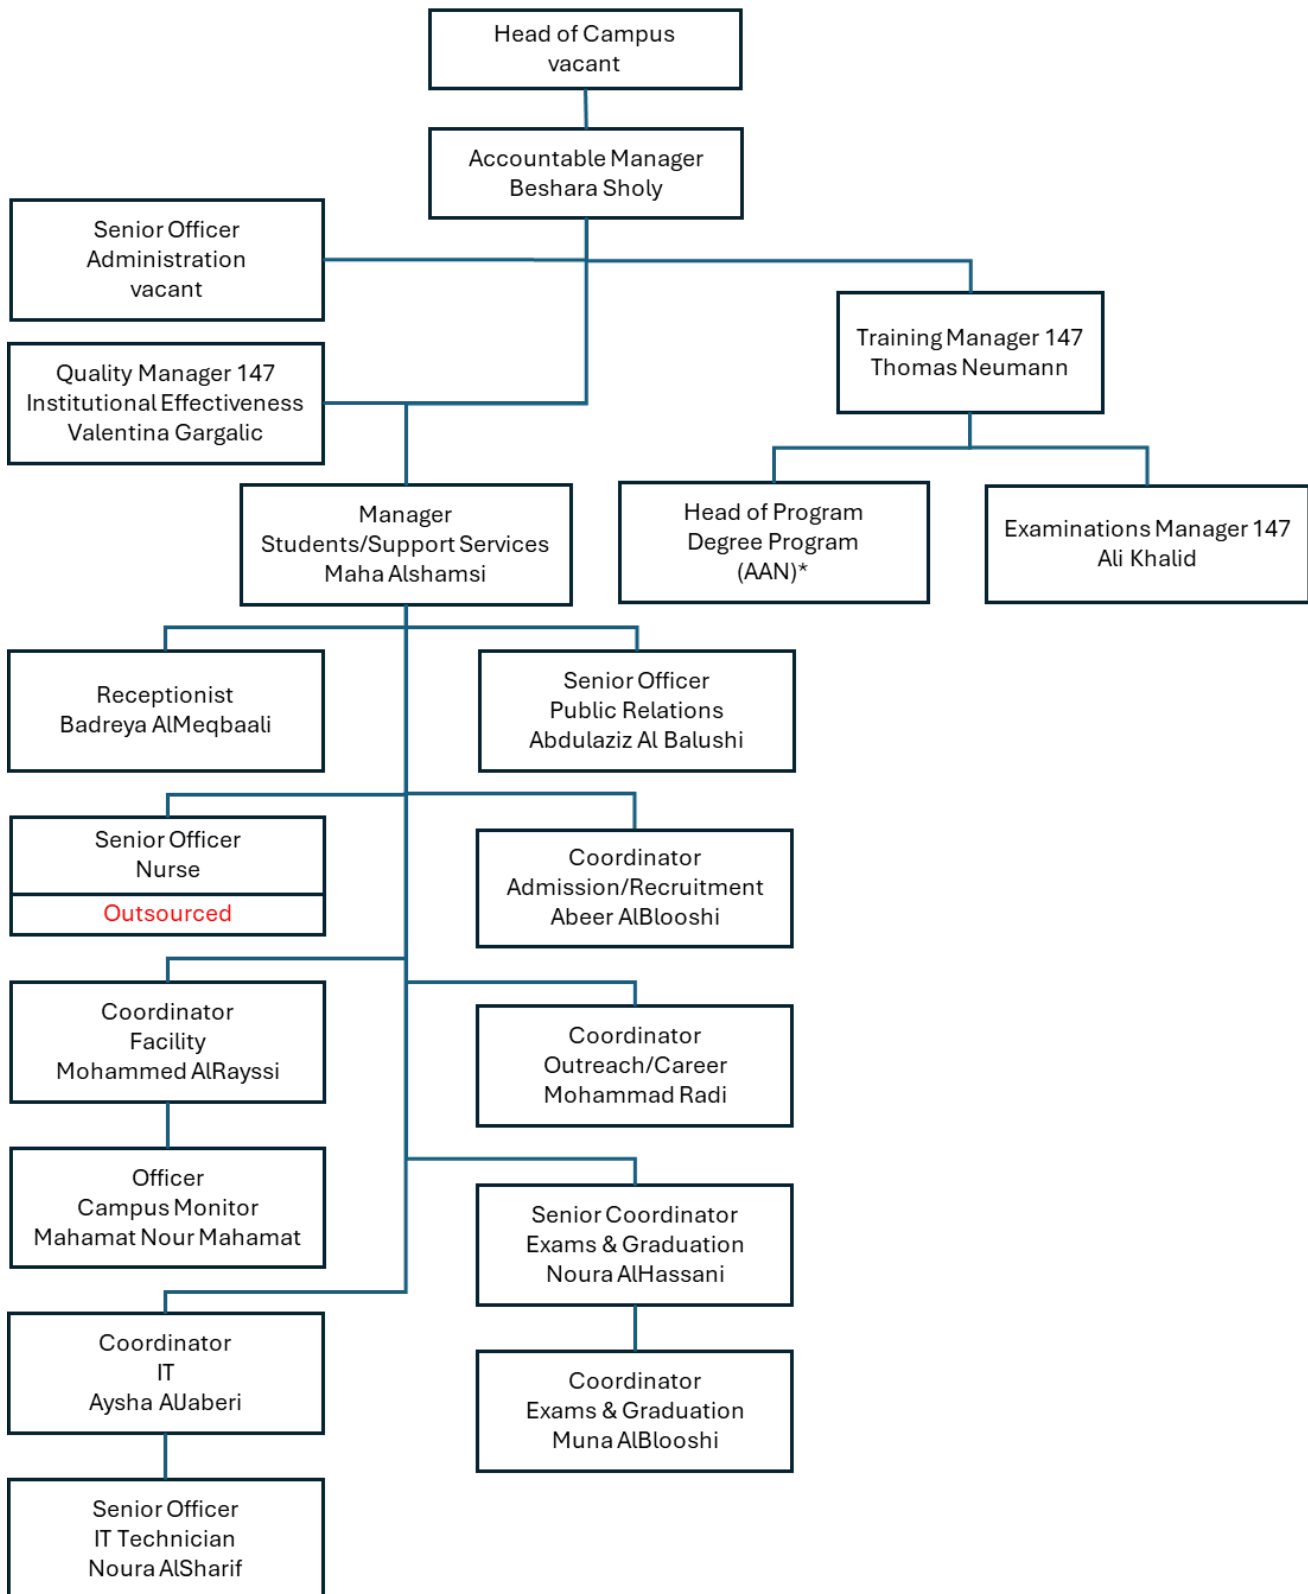 Head of Campus
vacant
Accountable Manager
Beshara Sholy
Senior Officer
Administration
vacant
Training Manager 147
Thomas Neumann
Quality Manager 147
Institutional Effectiveness
Valentina Gargalic
Manager
Students/Support Services
Maha Alshamsi
Head of Program
Degree Program
(AAN)*
Examinations Manager 147
Ali Khalid
Receptionist
Badreya AlMeqbaali
Senior Officer
Public Relations
Abdulaziz Al Balushi
Senior Officer
Nurse
Outsourced
Coordinator
Admission/Recruitment
Abeer AlBlooshi
Coordinator
Facility
Mohammed AlRayssi
Coordinator
Outreach/Career
Mohammad Radi
Officer
Campus Monitor
Mahamat Nour Mahamat
Senior Coordinator
Exams & Graduation
Noura AlHassani
Coordinator
IT
Aysha AlJaberi
Coordinator
Exams & Graduation
Muna AlBlooshi
Senior Officer
IT Technician
Noura AlSharif